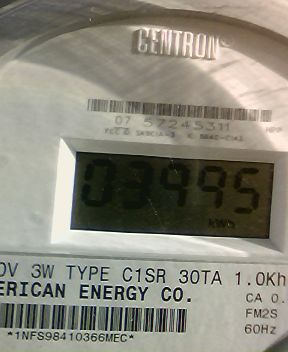 CENTRON®
07 57245311
03995
kWh
0V 3W TYPE C1SR 30TA 1.0Kh
ERICAN ENERGY CO.
CA 0.
FM2S
60Hz
*1NFS98410366MEC*